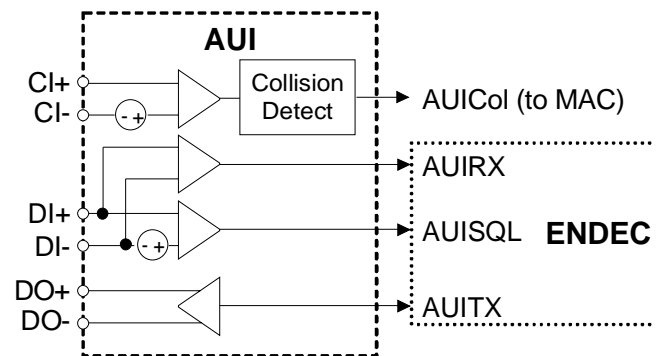 AUI
CI+
CI-
- +
Collision
Detect
AUICol (to MAC)
AUIRX
DI+
DI-
- +
AUISQL
ENDEC
DO+
DO-
AUITX